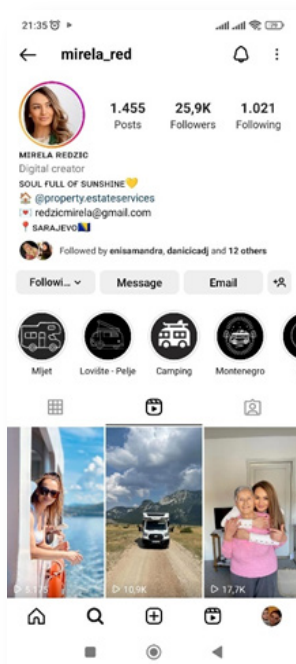 21:35
mirela_red
1.455 25,9K 1.021
Posts Followers Following
MIRELA REDZIC
Digital creator
SOUL FULL OF SUNSHINE💛
🏠 @property.estateservices
💌 redzicmirela@gmail.com
📍 SARAJEVO🇧🇦
Followed by enisamandra, danicicadj and 12 others
Followi... Message Email
Mljet Lovište - Pelje Camping Montenegro
5.175 10,9K 17,7K